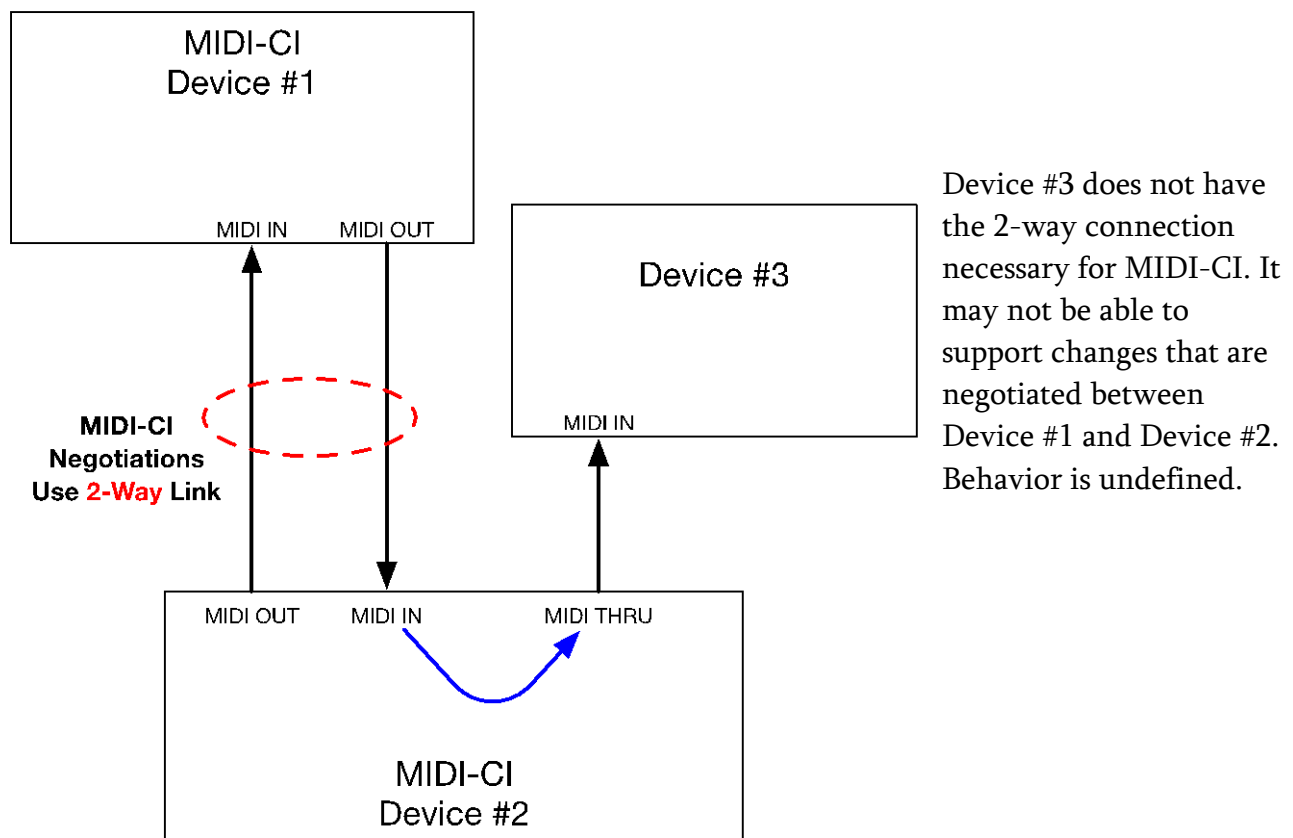 MIDI-CI
Device #1
MIDI IN
MIDI OUT
Device #3
MIDI IN
Device #3 does not have
the 2-way connection
necessary for MIDI-CI. It
may not be able to
support changes that are
negotiated between
Device #1 and Device #2.
Behavior is undefined.
MIDI-CI
Negotiations
Use 2-Way Link
MIDI OUT
MIDI IN
MIDI THRU
MIDI-CI
Device #2